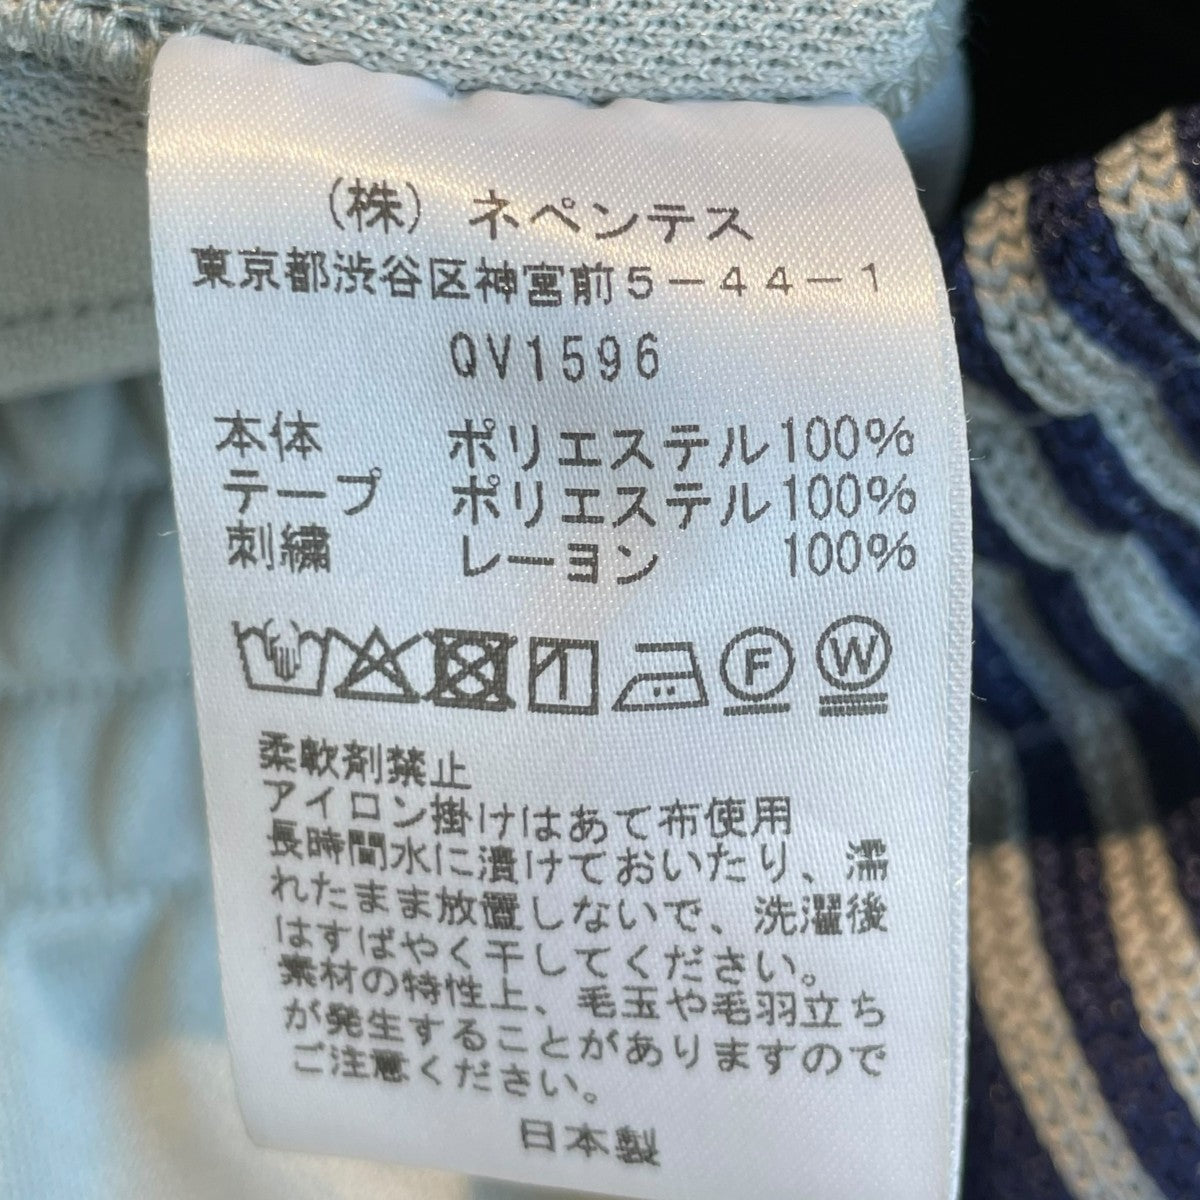 (株) ネペンテス
東京都渋谷区神宮前5-44-1
QV1596
本体 ポリエステル100%
テープ ポリエステル100%
刺繍 レーヨン 100%
F W
柔軟剤禁止
アイロン掛けはあて布使用
長時間水に漬けておいたり、濡
れたまま放置しないで、洗濯後
はすばやく干してください。
素材の特性上、毛玉や毛羽立ち
が発生することがありますので
ご注意ください。
日本製